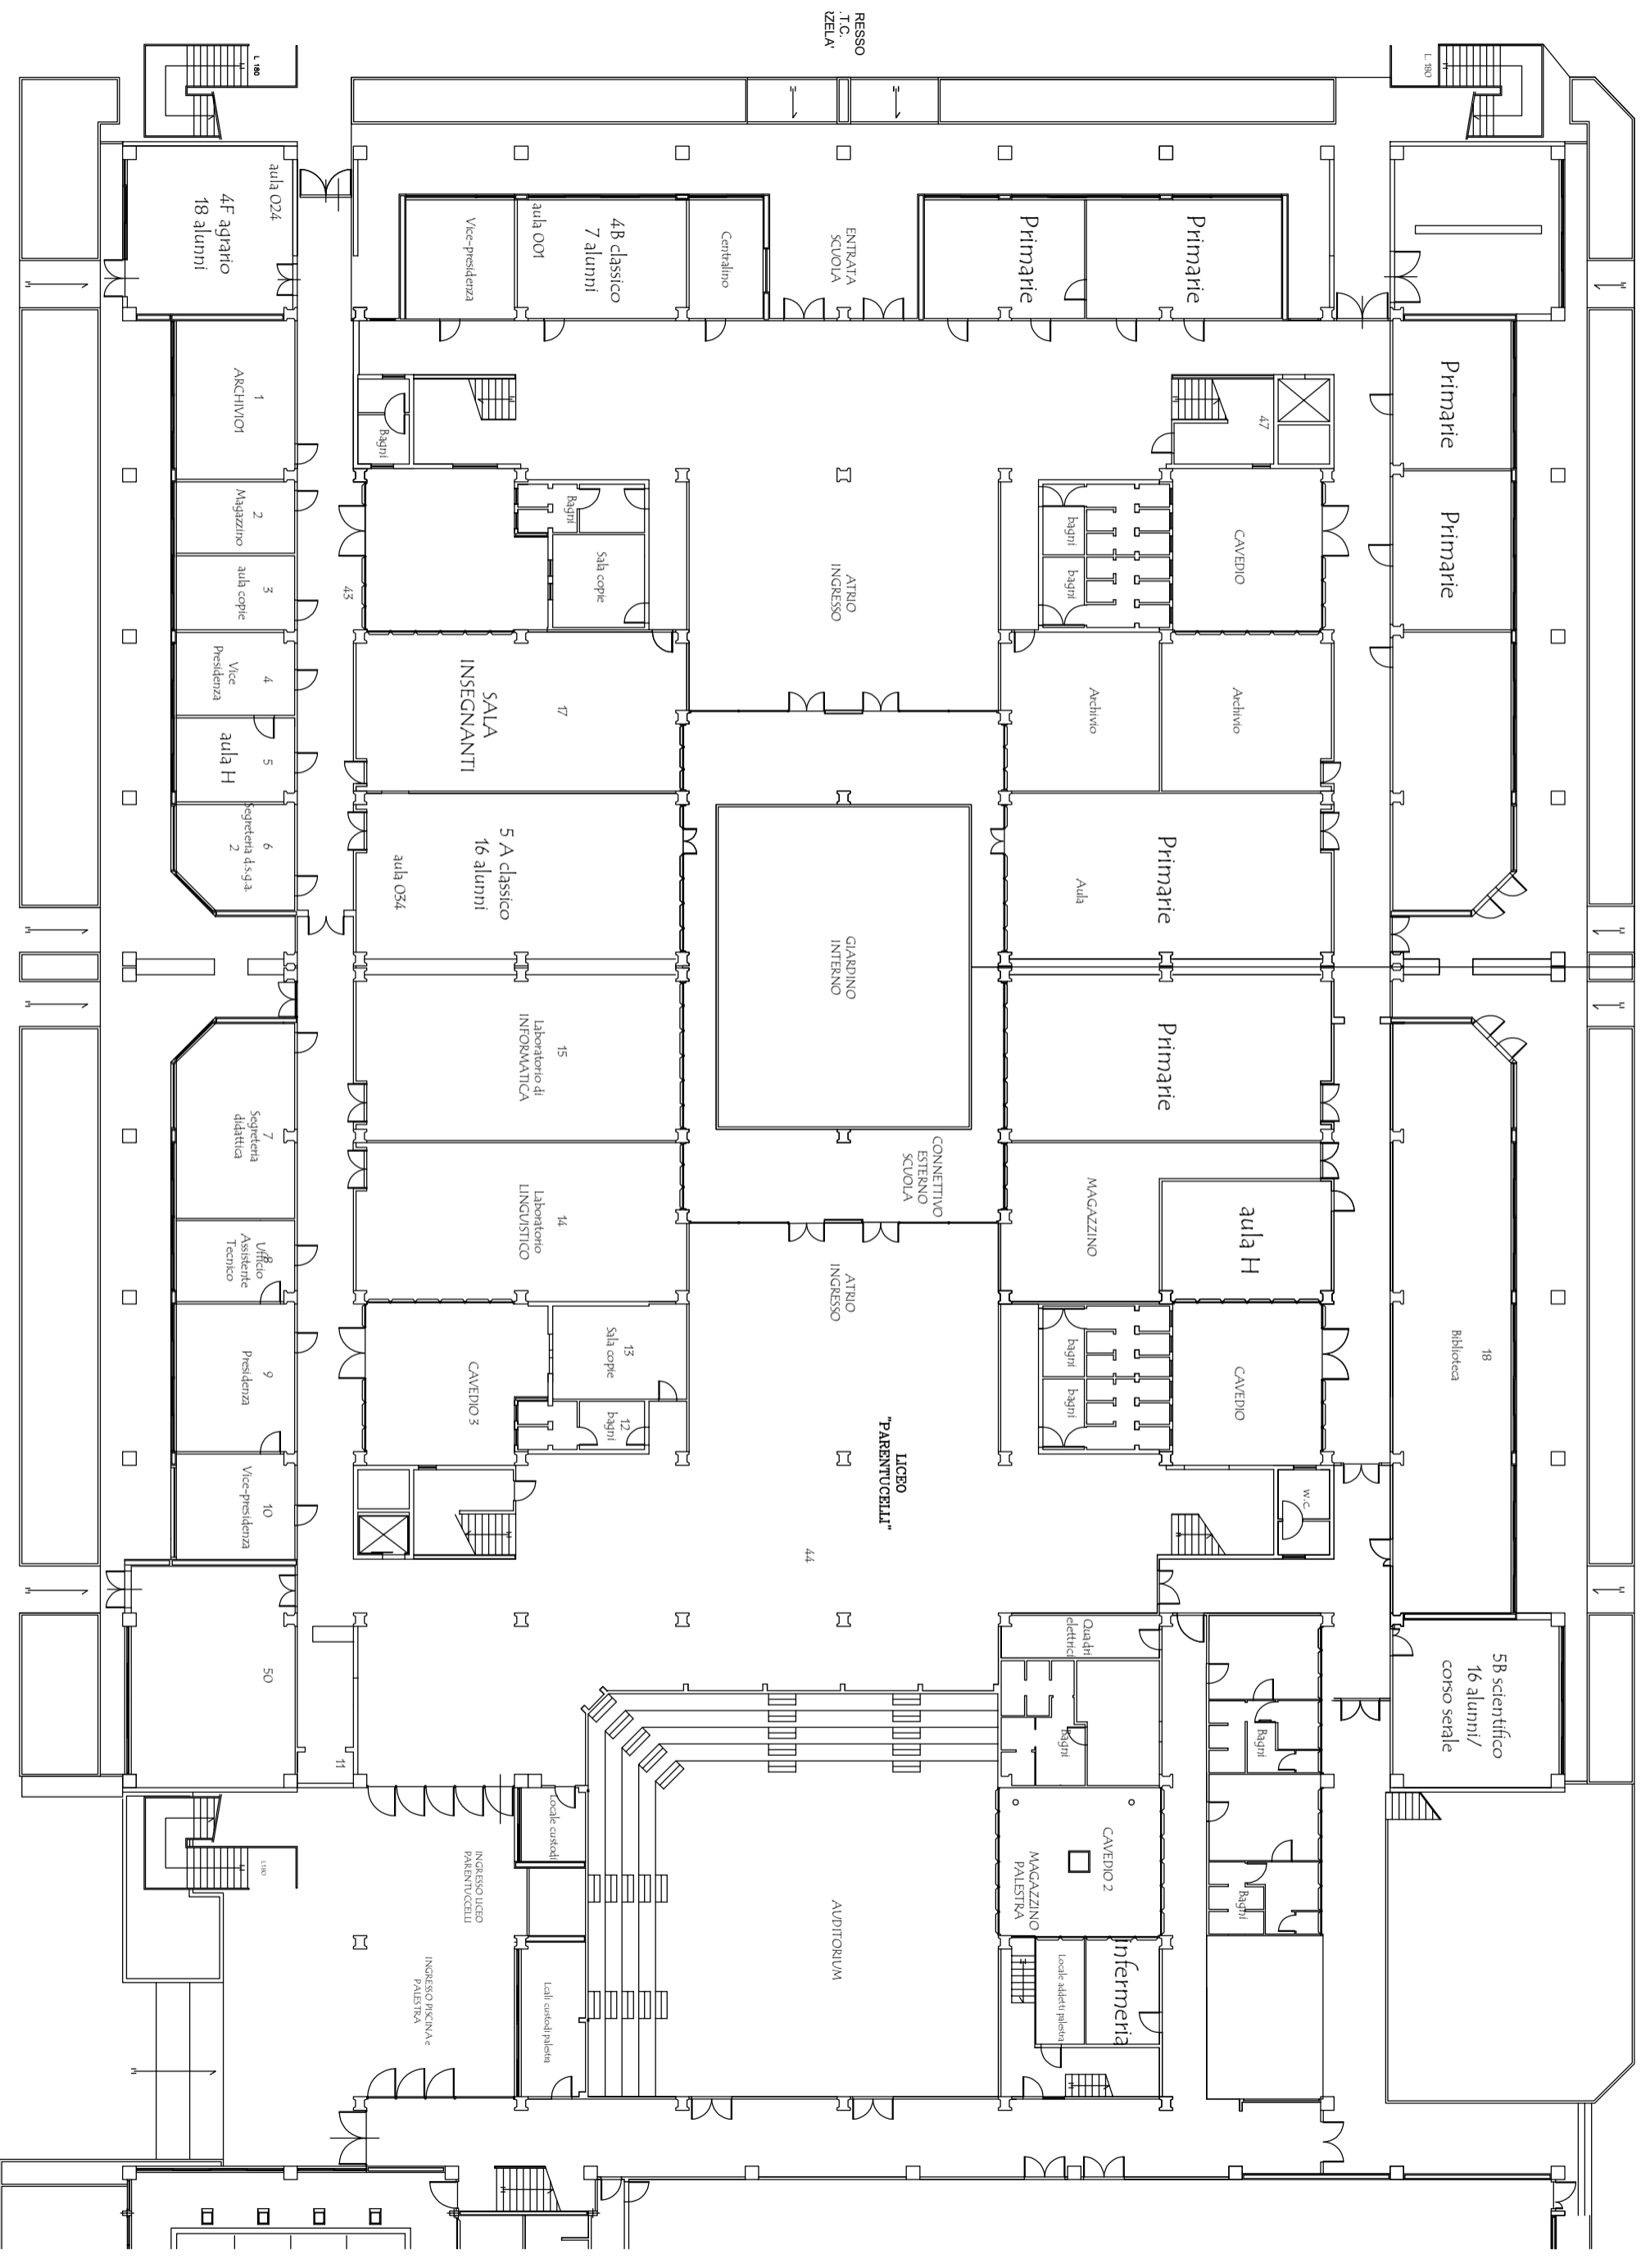 RESSO
.T.C.
RZELA'
L 180
L. 180
aula 024
4F agrario
18 alunni
Vice-presidenza
aula 001
4B classico
7 alunni
Centralino
ENTRATA
SCUOLA
Primarie
Primarie
1
ARCHIVIO1
Bagni
47
Primarie
2
Magazzino
Bagni
Sala copie
bagni
bagni
CAVEDIO
Primarie
3
aula copie
43
ATRIO
INGRESSO
4
Vice
Presidenza
17
SALA
INSEGNANTI
Archivio
Archivio
5
aula H
6
Segreteria d.s.g.a.
2
5 A classico
16 alunni
aula 034
GIARDINO
INTERNO
Aula
Primarie
7
Segreteria
didattica
15
Laboratorio di
INFORMATICA
Primarie
14
Laboratorio
LINGUISTICO
CONNETTIVO
ESTERNO
SCUOLA
MAGAZZINO
aula H
8
Ufficio
Assistente
Tecnico
ATRIO
INGRESSO
9
Presidenza
CAVEDIO 3
13
Sala copie
12
bagni
bagni
bagni
CAVEDIO
18
Biblioteca
LICEO
"PARENTUCELLI"
10
Vice-presidenza
44
w.c.
50
11
Quadri
elettrici
Bagni
Bagni
5B scientifico
16 alunni/
corso serale
L180
Locale custodi
INGRESSO LICEO
PARENTUCCELLI
CAVEDIO 2
MAGAZZINO
PALESTRA
Bagni
AUDITORIUM
INGRESSO PISCINA e
PALESTRA
Lcali custodi palestra
Locale addetti palestra
infermeria